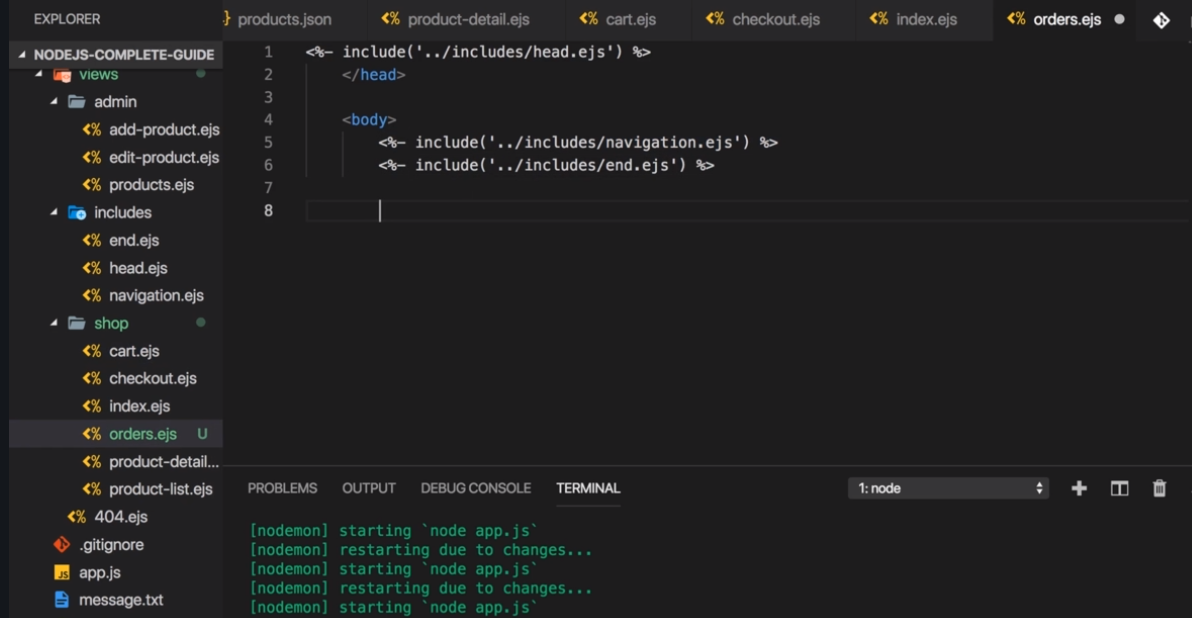 EXPLORER
NODEJS-COMPLETE-GUIDE
views
admin
add-product.ejs
edit-product.ejs
products.ejs
includes
end.ejs
head.ejs
navigation.ejs
shop
cart.ejs
checkout.ejs
index.ejs
orders.ejs U
product-detail...
product-list.ejs
404.ejs
.gitignore
JS app.js
message.txt
} products.json <% product-detail.ejs <% cart.ejs <% checkout.ejs <% index.ejs <% orders.ejs
1 <%- include('../includes/head.ejs') %>
2 </head>
3
4 <body>
5 <%- include('../includes/navigation.ejs') %>
6 <%- include('../includes/end.ejs') %>
7
8
PROBLEMS OUTPUT DEBUG CONSOLE TERMINAL 1: node
[nodemon] starting `node app.js`
[nodemon] restarting due to changes...
[nodemon] starting `node app.js`
[nodemon] restarting due to changes...
[nodemon] starting `node app.js`